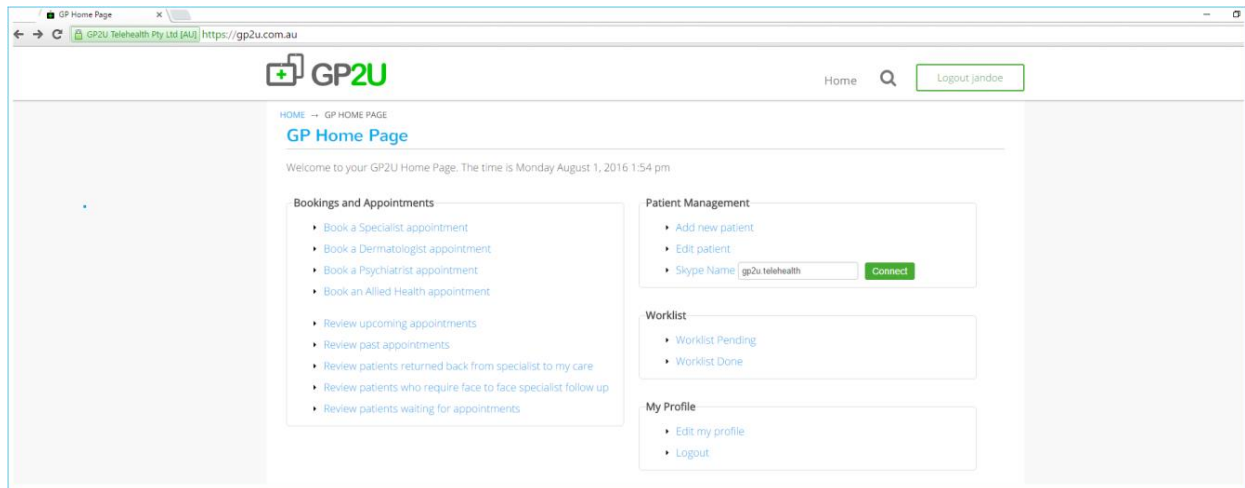 GP Home Page
GP2U Telehealth Pty Ltd [AU] https://gp2u.com.au
GP2U
Home
Logout jandoe
HOME → GP HOME PAGE
GP Home Page
Welcome to your GP2U Home Page. The time is Monday August 1, 2016 1:54 pm
Bookings and Appointments
Book a Specialist appointment
Book a Dermatologist appointment
Book a Psychiatrist appointment
Book an Allied Health appointment
Review upcoming appointments
Review past appointments
Review patients returned back from specialist to my care
Review patients who require face to face specialist follow up
Review patients waiting for appointments
Patient Management
Add new patient
Edit patient
Skype Name gp2u.telehealth Connect
Worklist
Worklist Pending
Worklist Done
My Profile
Edit my profile
Logout